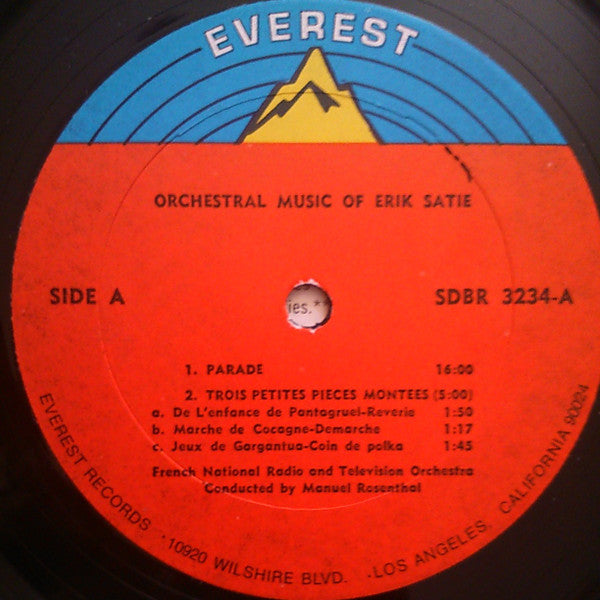 EVEREST
ORCHESTRAL MUSIC OF ERIK SATIE
SIDE A
SDBR 3234-A
ies."
1. PARADE 16:00
2. TROIS PETITES PIECES MONTEES (5:00)
a. De L'enfance de Pantagruel-Reverie 1:50
b. Marche de Cocagne-Demarche 1:17
c. Jeux de Gargantua-Coin de polka 1:45
French National Radio and Television Orchestra
Conducted by Manuel Rosenthal
EVEREST RECORDS · 10920 WILSHIRE BLVD. · LOS ANGELES, CALIFORNIA 90024